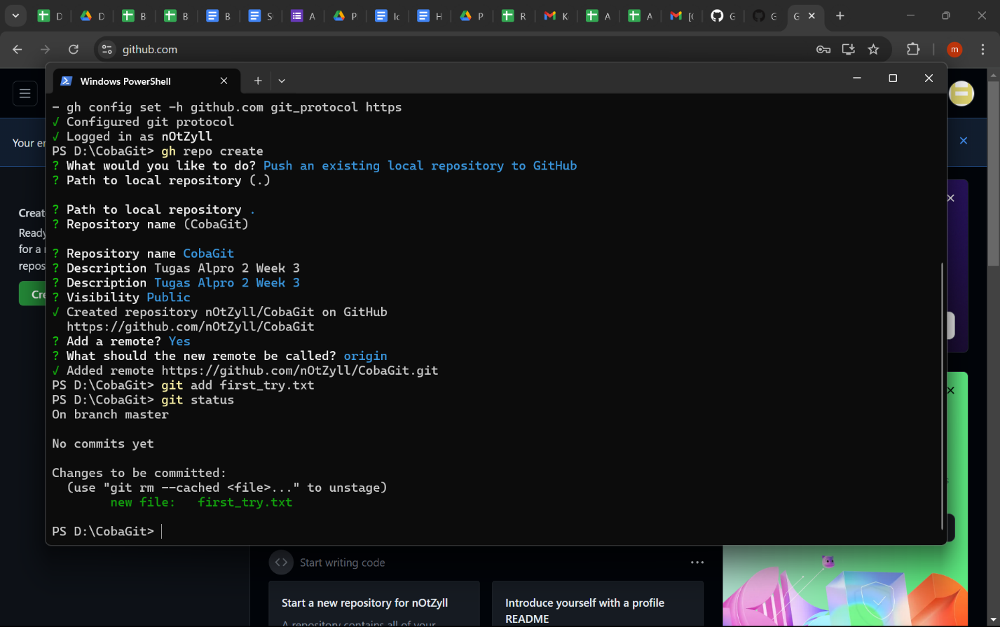 D
D
B
B
B
S
A
P
Ic
H
P
R
K
A
A
[(
G
G
G
github.com
m
Windows PowerShell
- gh config set -h github.com git_protocol https
√ Configured git protocol
√ Logged in as nOtZyll
PS D:\CobaGit> gh repo create
? What would you like to do? Push an existing local repository to GitHub
? Path to local repository (.)
? Path to local repository .
? Repository name (CobaGit)
? Repository name CobaGit
? Description Tugas Alpro 2 Week 3
? Description Tugas Alpro 2 Week 3
? Visibility Public
√ Created repository nOtZyll/CobaGit on GitHub
https://github.com/nOtZyll/CobaGit
? Add a remote? Yes
? What should the new remote be called? origin
√ Added remote https://github.com/nOtZyll/CobaGit.git
PS D:\CobaGit> git add first_try.txt
PS D:\CobaGit> git status
On branch master
No commits yet
Changes to be committed:
(use "git rm --cached <file>..." to unstage)
new file: first_try.txt
PS D:\CobaGit>
Your
Creat
Ready
for a
repos
Cre
Start writing code
Start a new repository for nOtZyll
A repository contains all of your
Introduce yourself with a profile
README